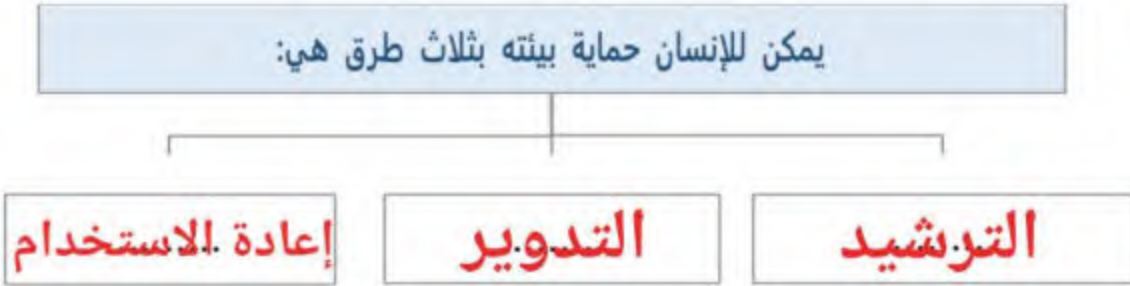 يمكن للإنسان حماية بيئته بثلاث طرق هي:
الترشيد
التدوير
إعادة الاستخدام